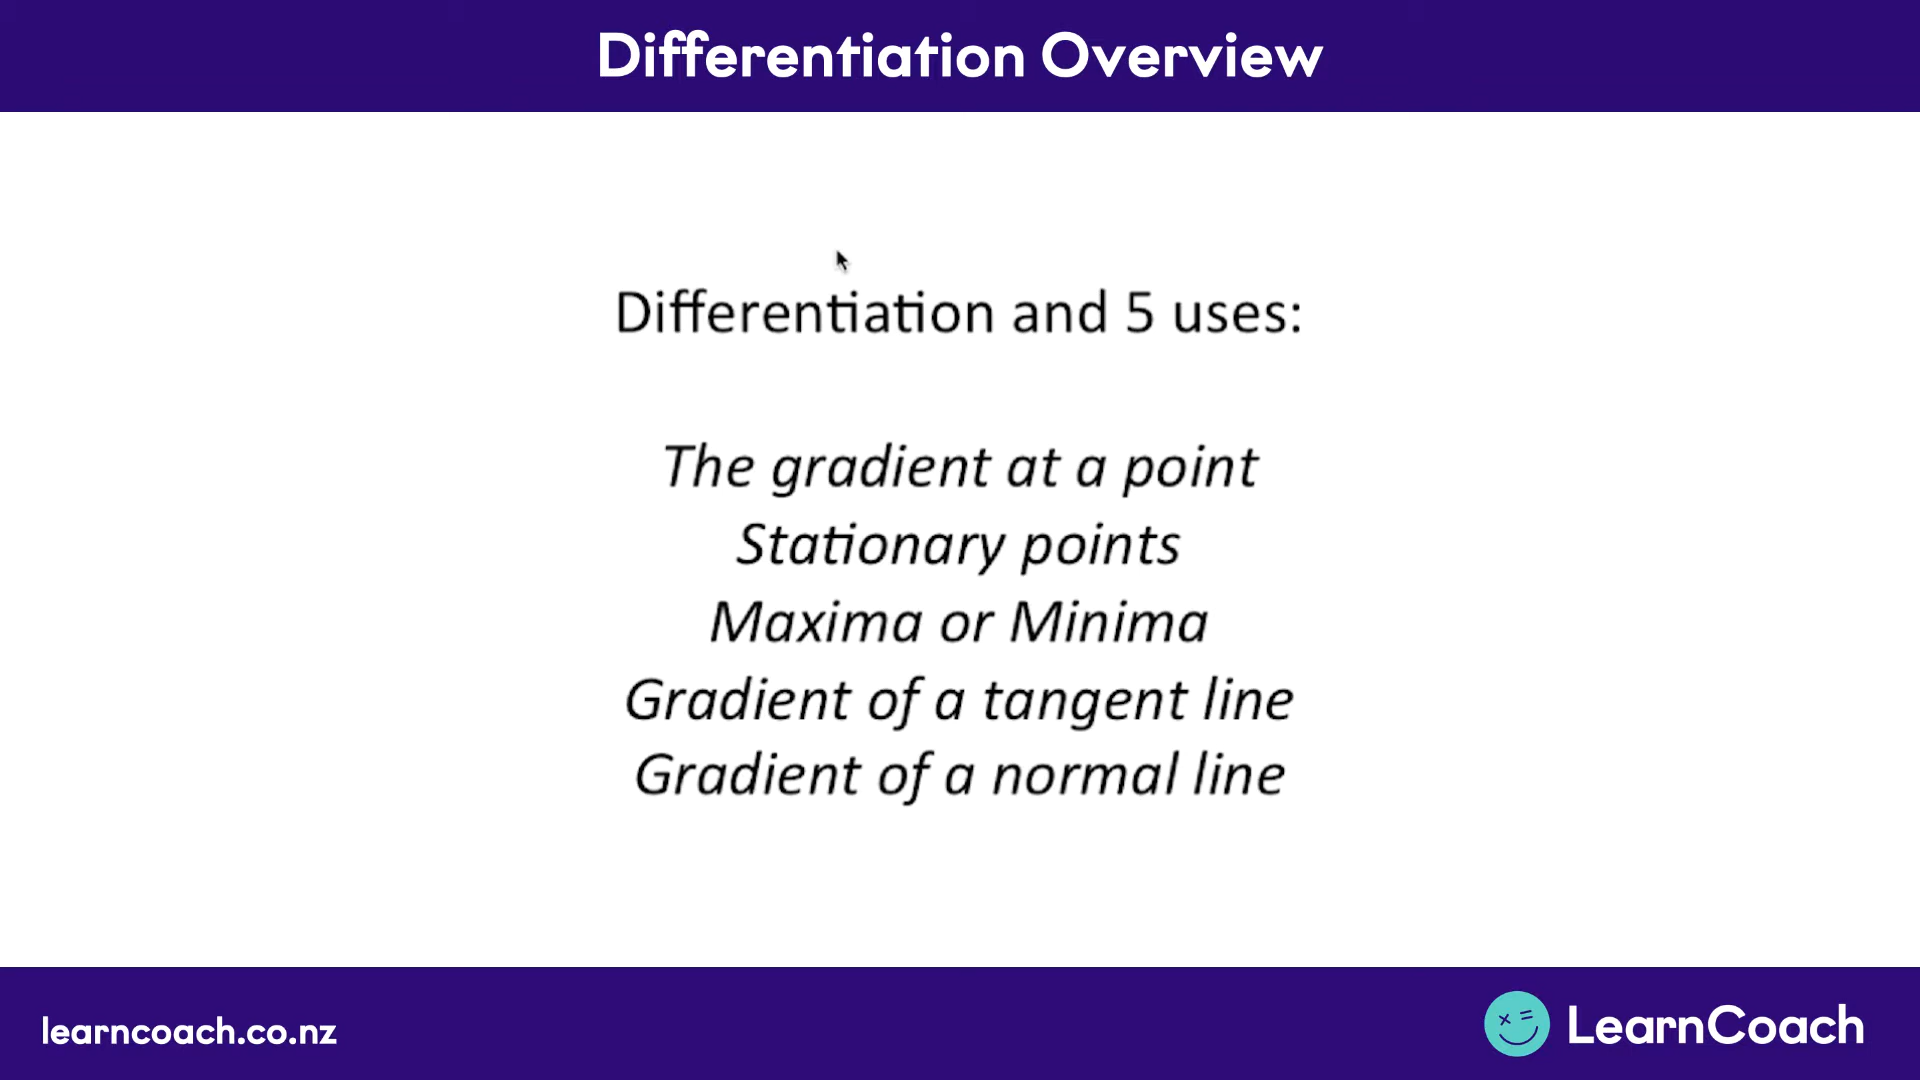 Differentiation Overview
Differentiation and 5 uses:
The gradient at a point
Stationary points
Maxima or Minima
Gradient of a tangent line
Gradient of a normal line
learncoach.co.nz
LearnCoach